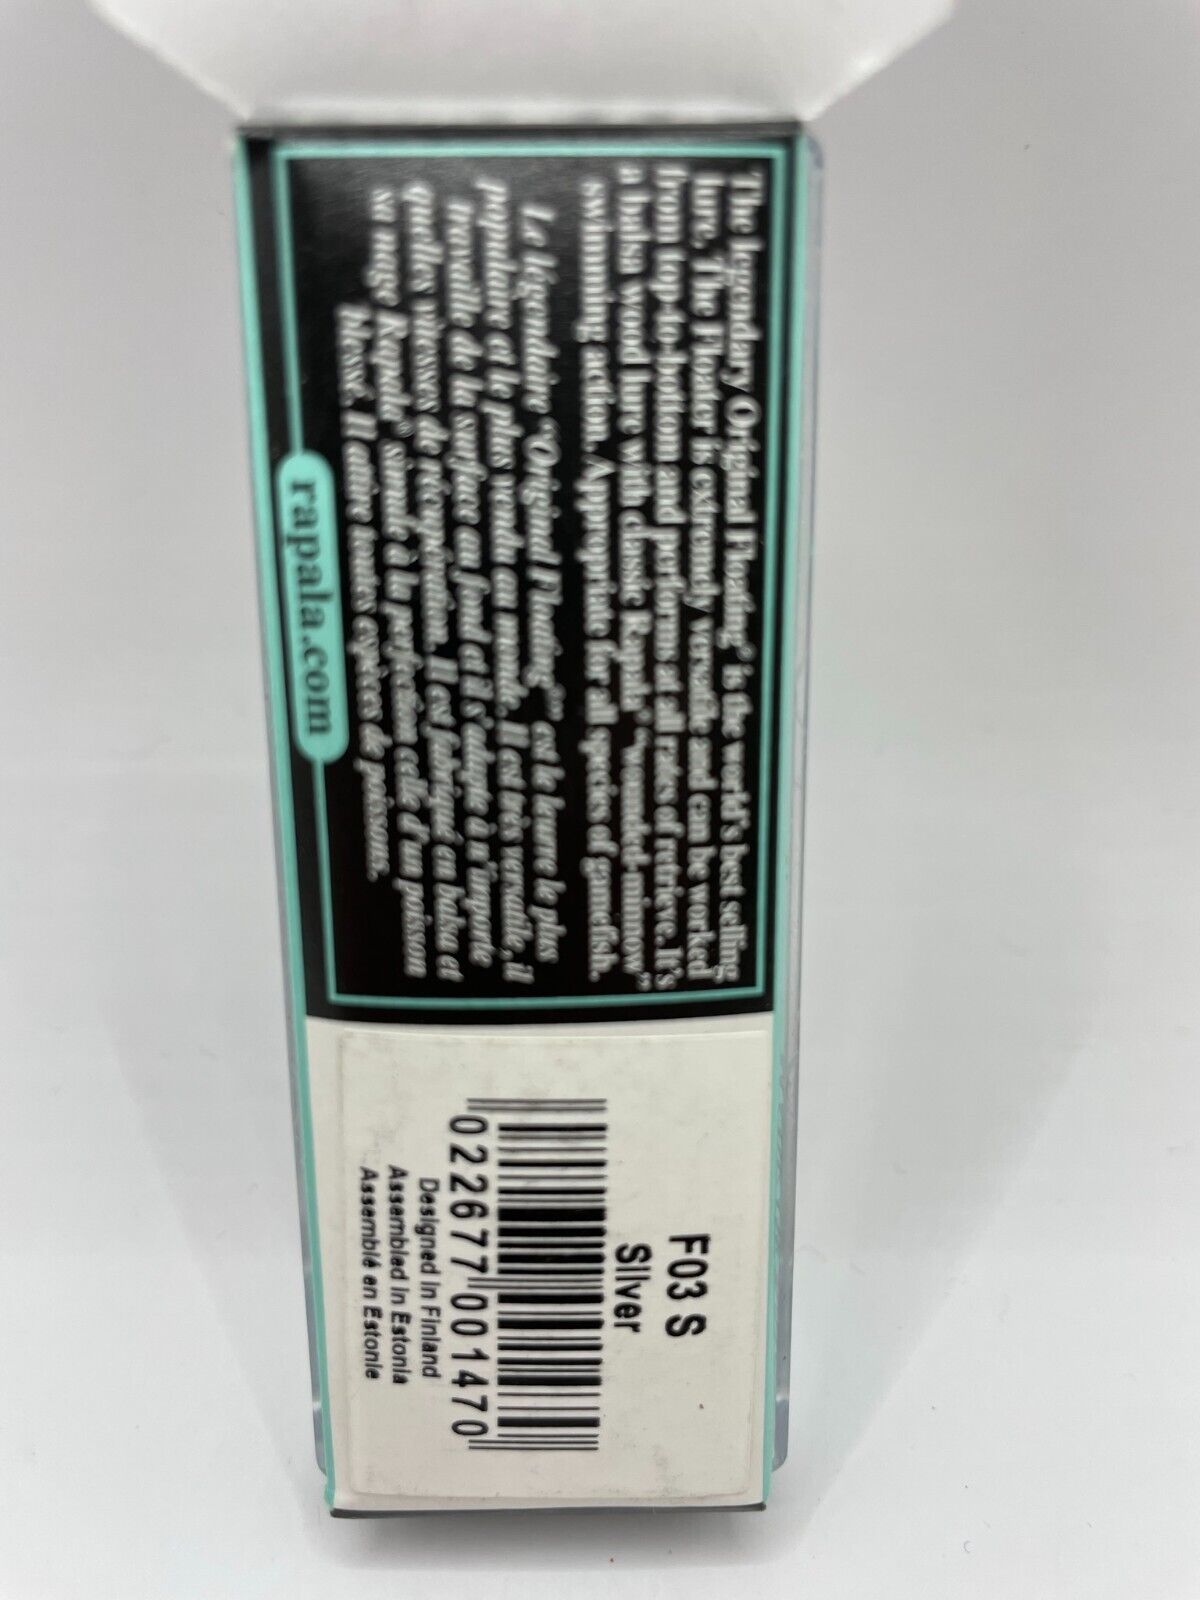 The legendary Original Floating® is the world's best selling
lure. The Floater is extremely versatile and can be worked
from top-to-bottom and performs at all rates of retrieve. It's
a balsa wood lure with classic Rapala® "wounded-minnow"
swimming action. Appropriate for all species of gamefish.
Le légendaire "Original Floating" est le leurre le plus
populaire et le plus vendu au monde. Il est très versatile, il
travaille de la surface au fond et il s'adapte à n'importe
quelles vitesses de récupération. Il est fabriqué en balsa et
sa nage Rapala® simule à la perfection celle d'un poisson
blessé. Il attire toutes espèces de poissons.
rapala.com
F03 S
Silver
022677001470
Designed in Finland
Assembled in Estonia
Assemblé en Estonie